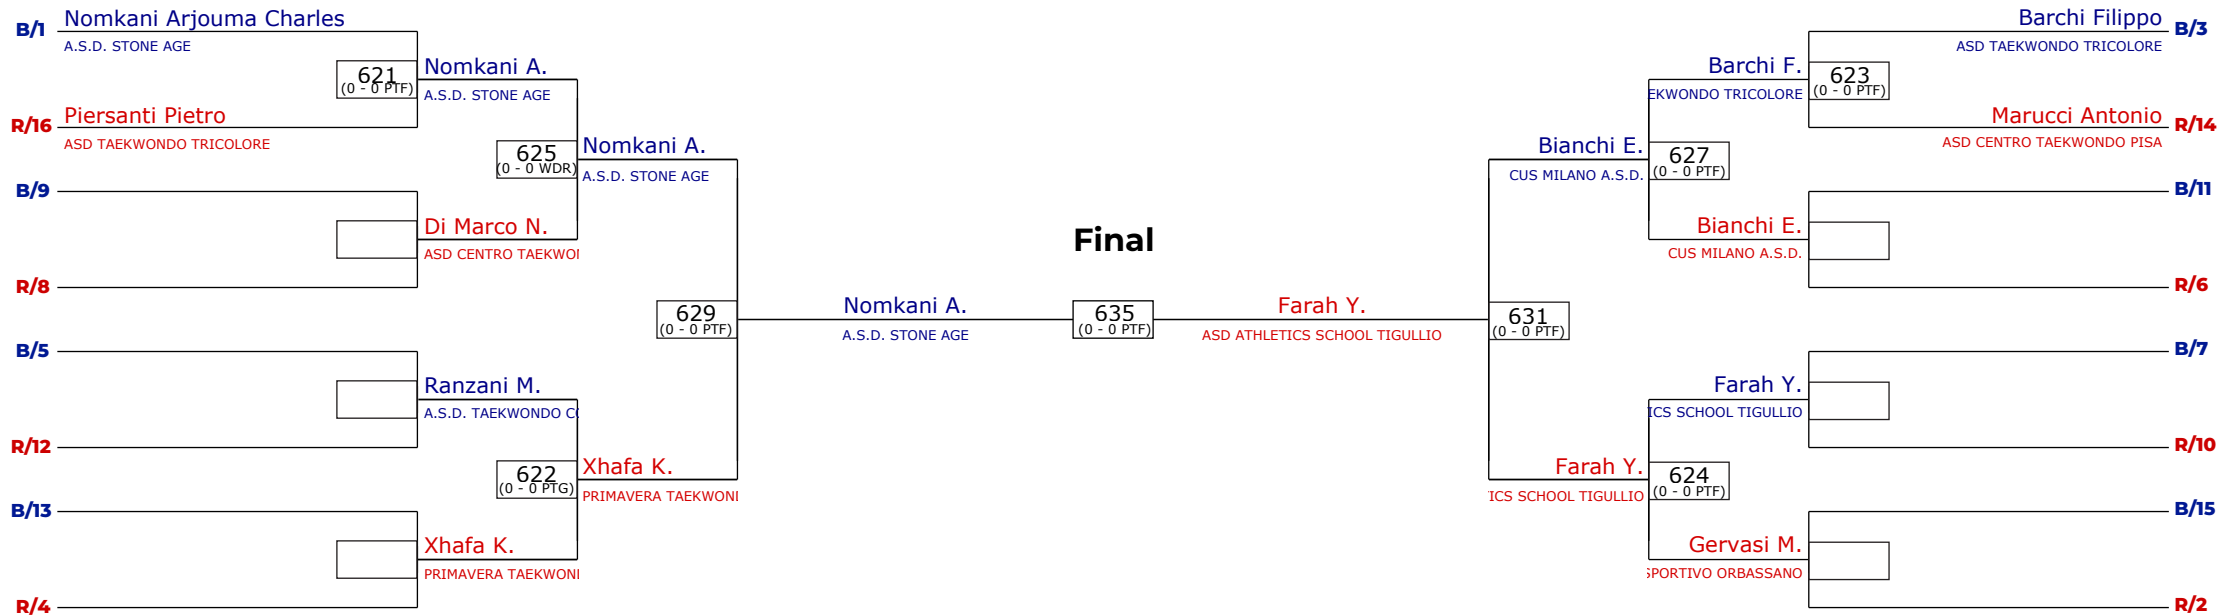 B/1
Nomkani Arjouma Charles
A.S.D. STONE AGE
621
(0 - 0 PTF)
Nomkani A.
A.S.D. STONE AGE
R/16
Piersanti Pietro
ASD TAEKWONDO TRICOLORE
625
(0 - 0 WDR)
Nomkani A.
A.S.D. STONE AGE
B/9
Di Marco N.
ASD CENTRO TAEKWON
R/8
629
(0 - 0 PTF)
B/5
Ranzani M.
A.S.D. TAEKWONDO CO
R/12
622
(0 - 0 PTG)
Xhafa K.
PRIMAVERA TAEKWOND
B/13
Xhafa K.
PRIMAVERA TAEKWOND
R/4
Final
Nomkani A.
A.S.D. STONE AGE
635
(0 - 0 PTF)
Farah Y.
ASD ATHLETICS SCHOOL TIGULLIO
Barchi Filippo
B/3
ASD TAEKWONDO TRICOLORE
Barchi F.
EKWONDO TRICOLORE
623
(0 - 0 PTF)
Marucci Antonio
R/14
ASD CENTRO TAEKWONDO PISA
Bianchi E.
CUS MILANO A.S.D.
627
(0 - 0 PTF)
B/11
Bianchi E.
CUS MILANO A.S.D.
R/6
631
(0 - 0 PTF)
B/7
Farah Y.
ICS SCHOOL TIGULLIO
R/10
Farah Y.
ICS SCHOOL TIGULLIO
624
(0 - 0 PTF)
B/15
Gervasi M.
SPORTIVO ORBASSANO
R/2